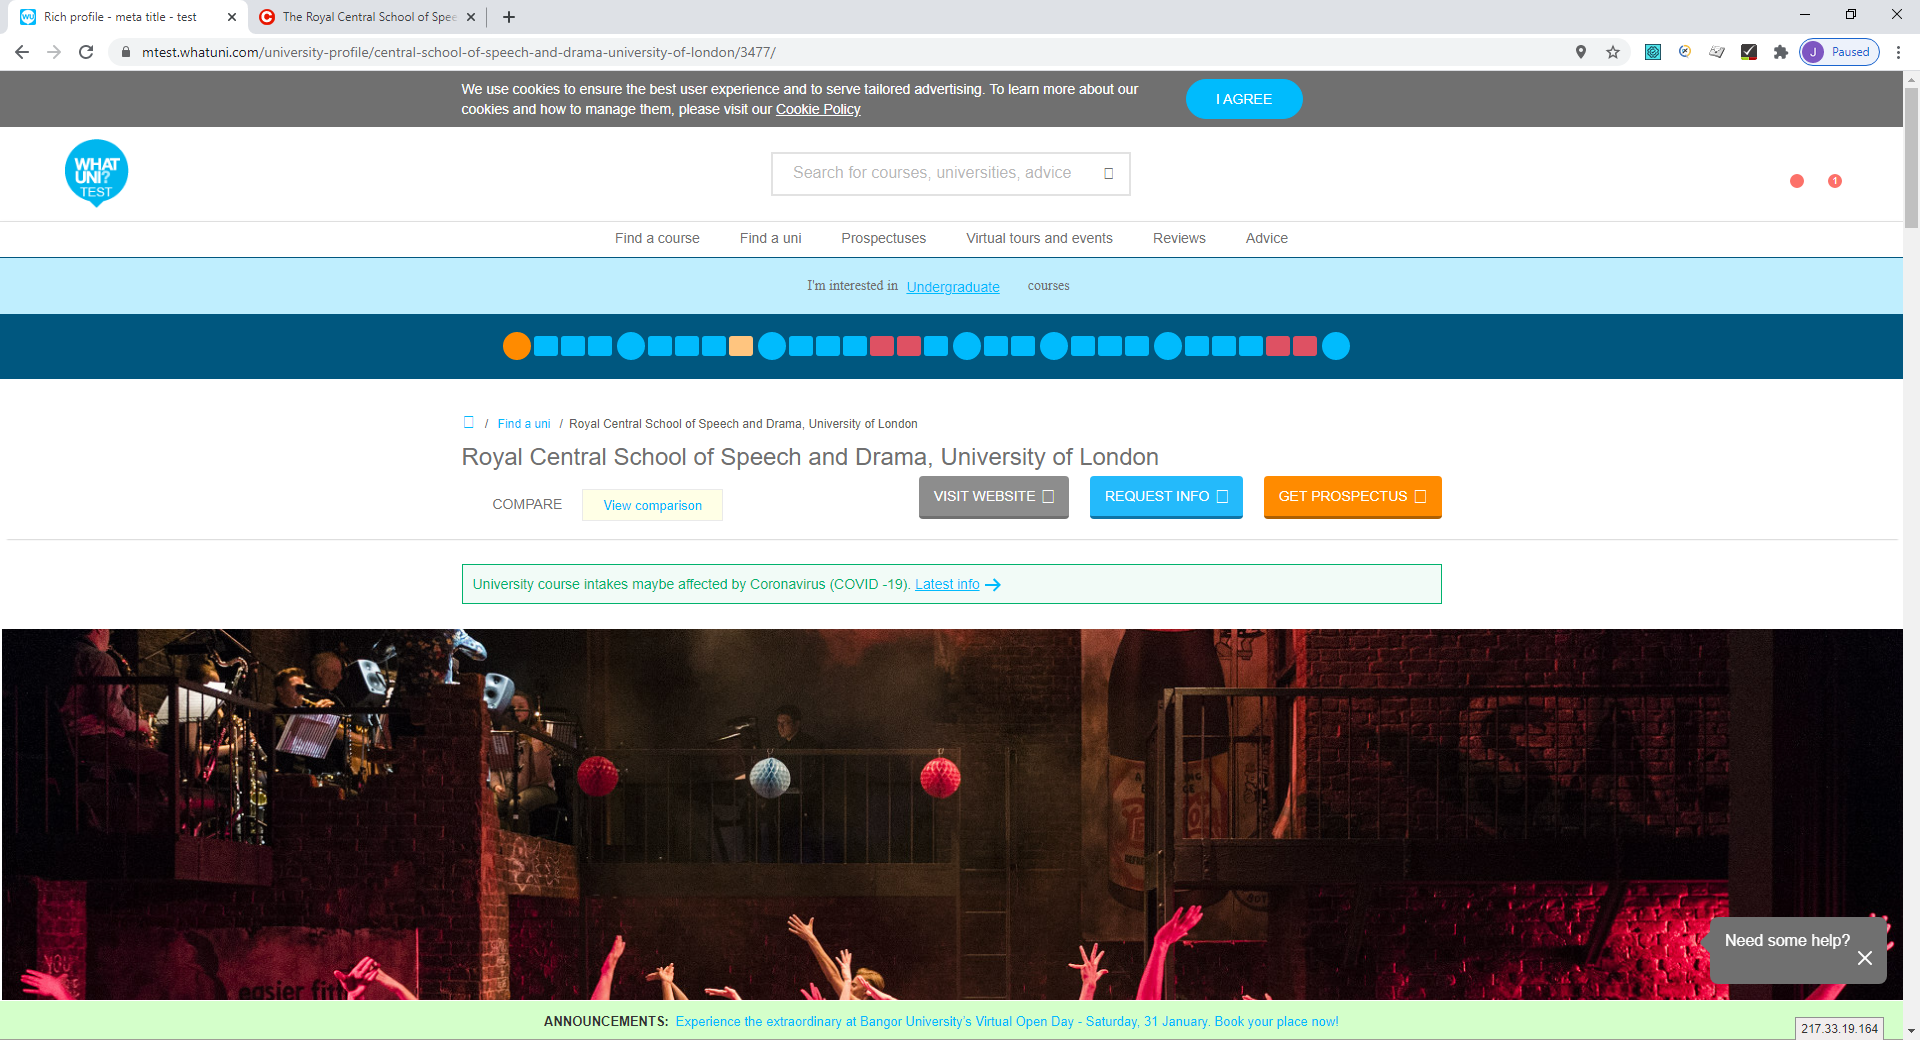 Rich profile - meta title - test
The Royal Central School of Spee
Paused
J
mtest.whatuni.com/university-profile/central-school-of-speech-and-drama-university-of-london/3477/
We use cookies to ensure the best user experience and to serve tailored advertising. To learn more about our
cookies and how to manage them, please visit our Cookie Policy
I AGREE
WHAT
UNI?
TEST
Search for courses, universities, advice
1
Find a course
Find a uni
Prospectuses
Virtual tours and events
Reviews
Advice
I'm interested in Undergraduate courses
/ Find a uni / Royal Central School of Speech and Drama, University of London
Royal Central School of Speech and Drama, University of London
COMPARE
View comparison
VISIT WEBSITE
REQUEST INFO
GET PROSPECTUS
University course intakes maybe affected by Coronavirus (COVID -19). Latest info
Need some help?
ANNOUNCEMENTS: Experience the extraordinary at Bangor University's Virtual Open Day - Saturday, 31 January. Book your place now!
217.33.19.164